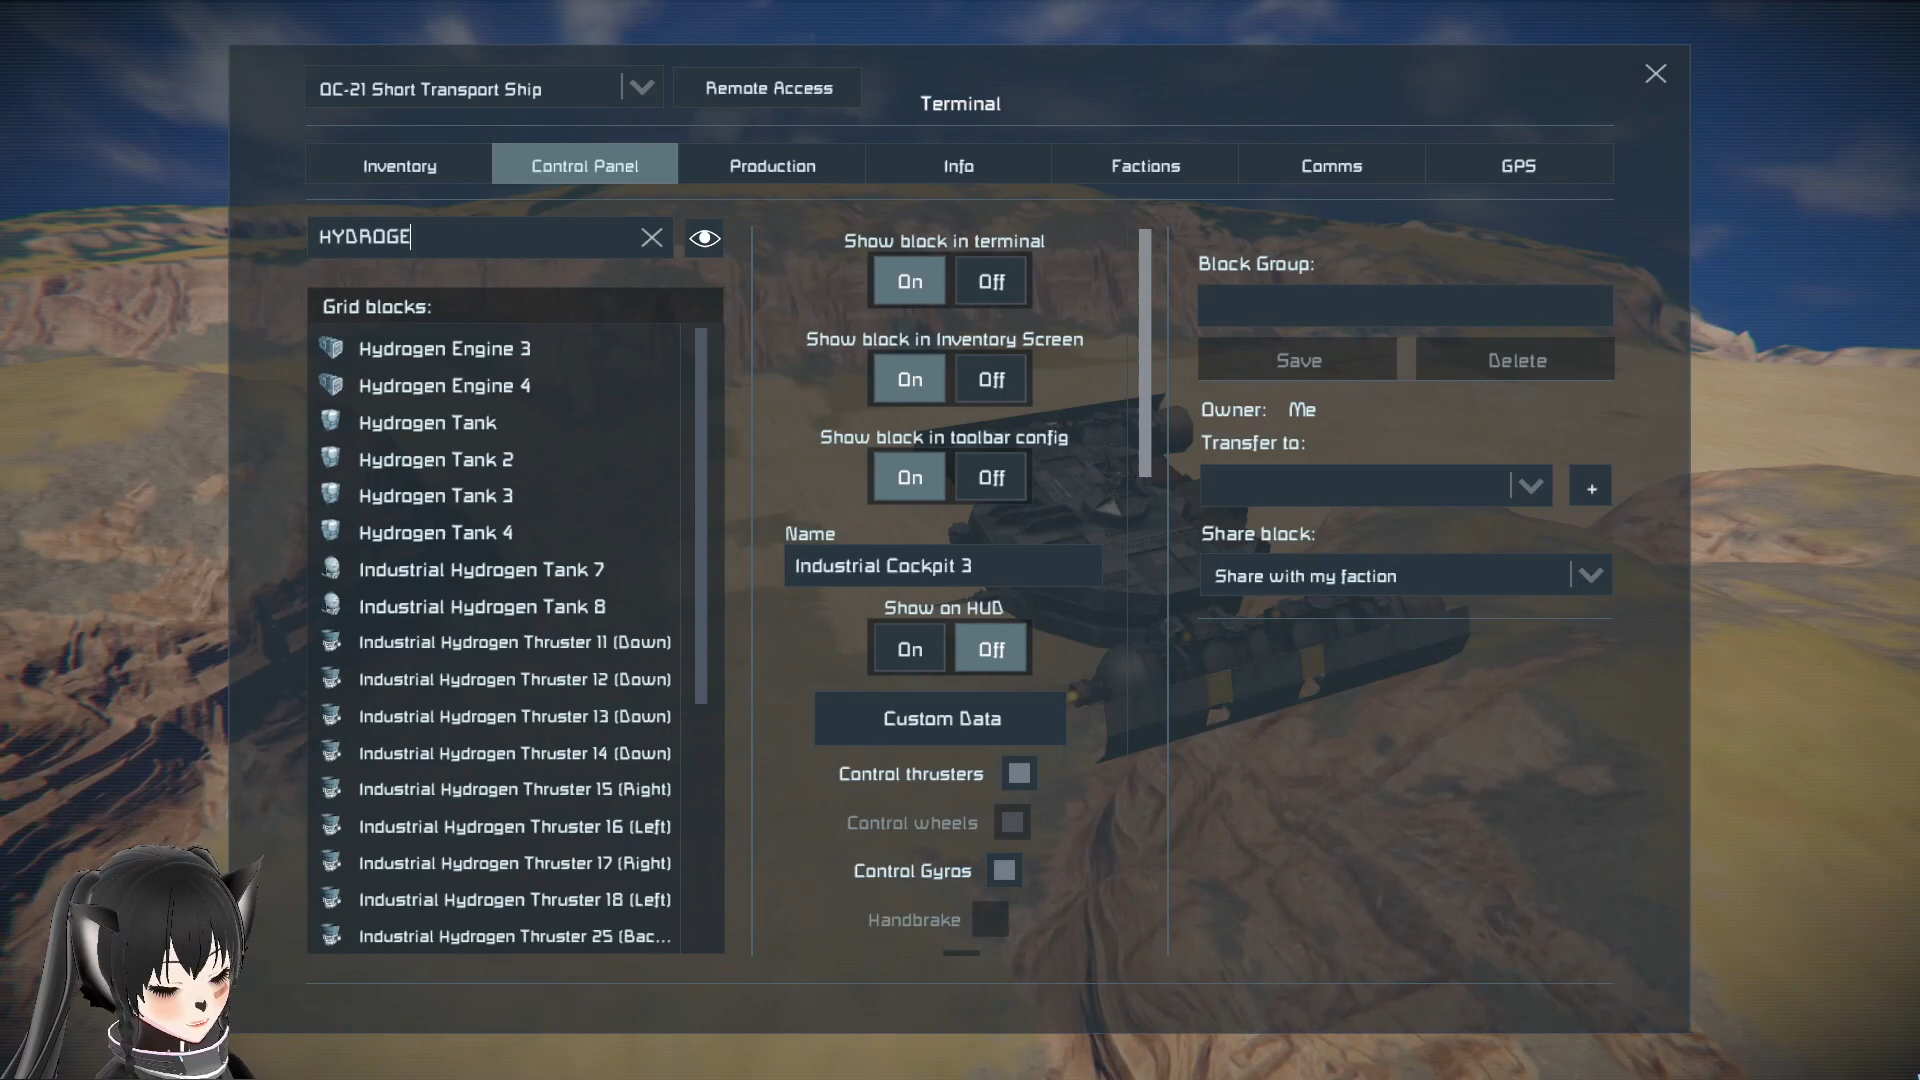 OC-21 Short Transport Ship
Remote Access
Terminal
Inventory
Control Panel
Production
Info
Factions
Comms
GPS
HYDROGE
Grid blocks:
Hydrogen Engine 3
Hydrogen Engine 4
Hydrogen Tank
Hydrogen Tank 2
Hydrogen Tank 3
Hydrogen Tank 4
Industrial Hydrogen Tank 7
Industrial Hydrogen Tank 8
Industrial Hydrogen Thruster 11 (Down)
Industrial Hydrogen Thruster 12 (Down)
Industrial Hydrogen Thruster 13 (Down)
Industrial Hydrogen Thruster 14 (Down)
Industrial Hydrogen Thruster 15 (Right)
Industrial Hydrogen Thruster 16 (Left)
Industrial Hydrogen Thruster 17 (Right)
Industrial Hydrogen Thruster 18 (Left)
Industrial Hydrogen Thruster 25 (Bac...
Show block in terminal
On Off
Show block in Inventory Screen
On Off
Show block in toolbar config
On Off
Name
Industrial Cockpit 3
Show on HUD
On Off
Custom Data
Control thrusters
Control wheels
Control Gyros
Handbrake
Block Group:
Save
Delete
Owner: Me
Transfer to:
+
Share block:
Share with my faction